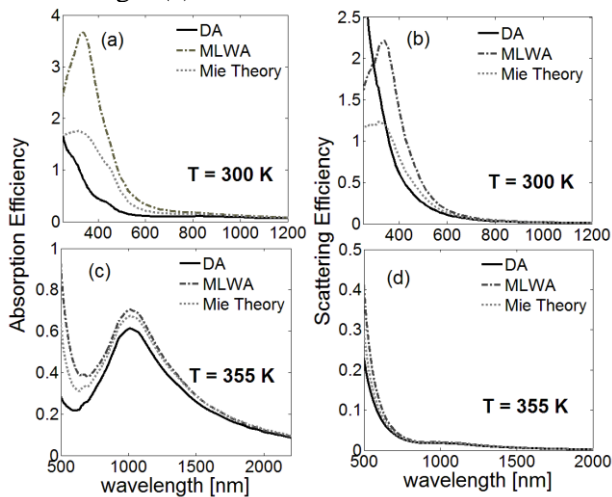 4
(a)
DA
MLWA
Mie Theory
3
2
1
T = 300 K
0
400 600 800 1000 1200
2.5
(b)
DA
MLWA
Mie Theory
2
1.5
1
T = 300 K
0.5
0
400 600 800 1000 1200
Absorption Efficiency
Scattering Efficiency
1
(c)
DA
MLWA
Mie Theory
0.8
0.6
0.4
T = 355 K
0.2
0
500 1000 1500 2000
wavelength [nm]
0.5
(d)
DA
MLWA
Mie Theory
0.4
0.3
0.2
T = 355 K
0.1
0
500 1000 1500 2000
wavelength [nm]